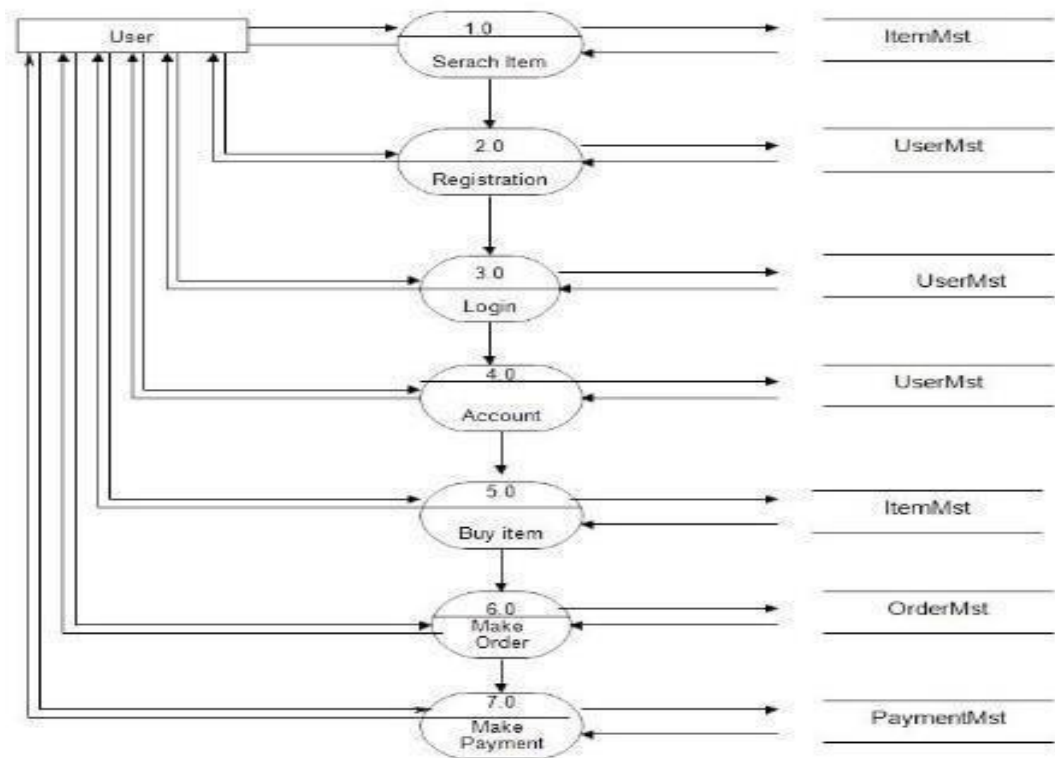 User
1.0
Serach Item
ItemMst
2.0
Registration
UserMst
3.0
Login
UserMst
4.0
Account
UserMst
5.0
Buy item
ItemMst
6.0
Make
Order
OrderMst
7.0
Make
Payment
PaymentMst